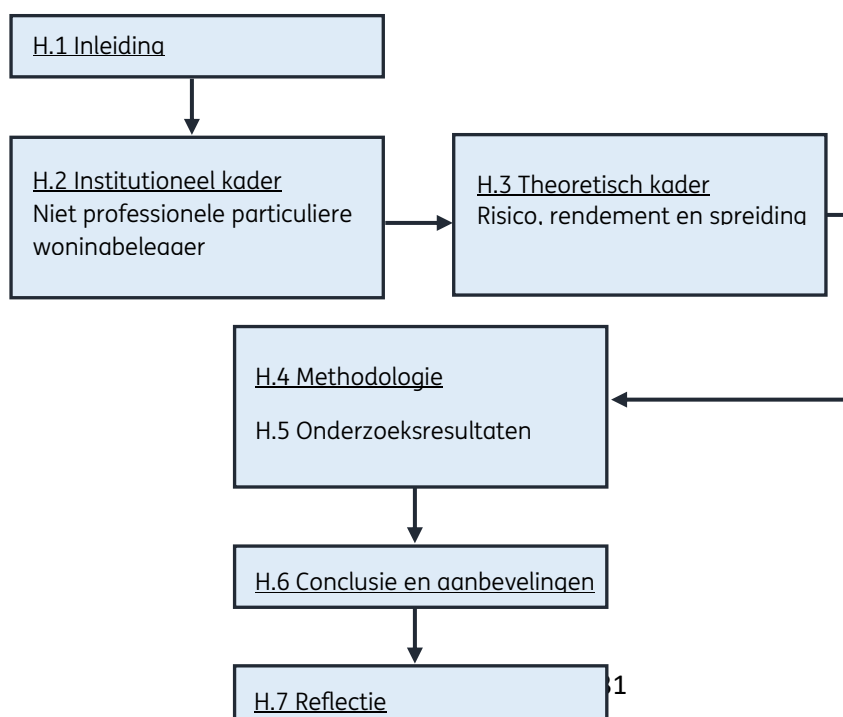 H.1 Inleiding
H.2 Institutioneel kader
Niet professionele particuliere
woningbelegger
H.3 Theoretisch kader
Risico, rendement en spreiding
H.4 Methodologie
H.5 Onderzoeksresultaten
H.6 Conclusie en aanbevelingen
H.7 Reflectie